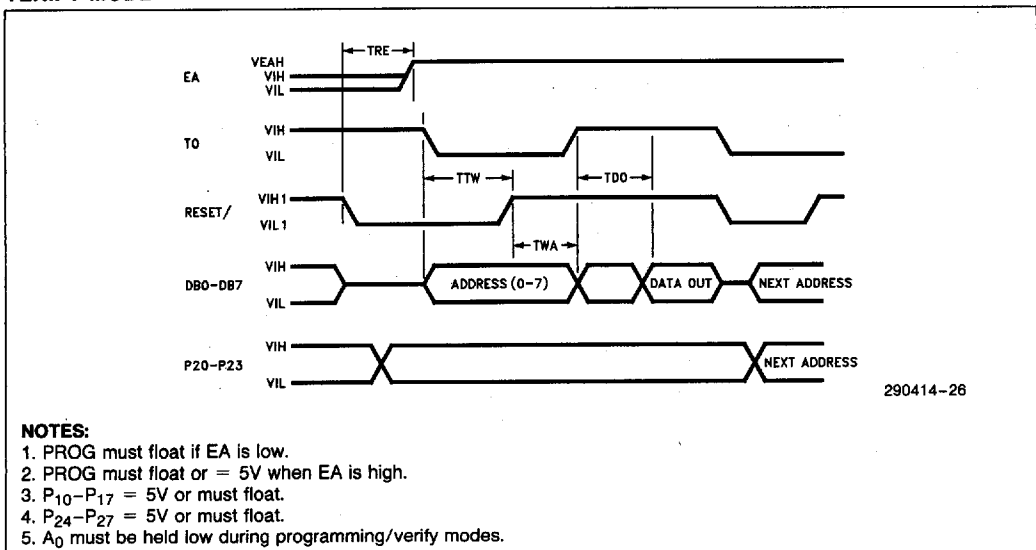 TRE
VEAH
EA
VIH
VIL
TO
VIH
VIL
TTW
TDO
RESET/
VIH1
VIL1
TWA
DB0-DB7
VIH
VIL
ADDRESS (0-7)
DATA OUT
NEXT ADDRESS
P20-P23
VIH
VIL
NEXT ADDRESS
290414-26
NOTES:
1. PROG must float if EA is low.
2. PROG must float or = 5V when EA is high.
3. P10-P17 = 5V or must float.
4. P24-P27 = 5V or must float.
5. A0 must be held low during programming/verify modes.